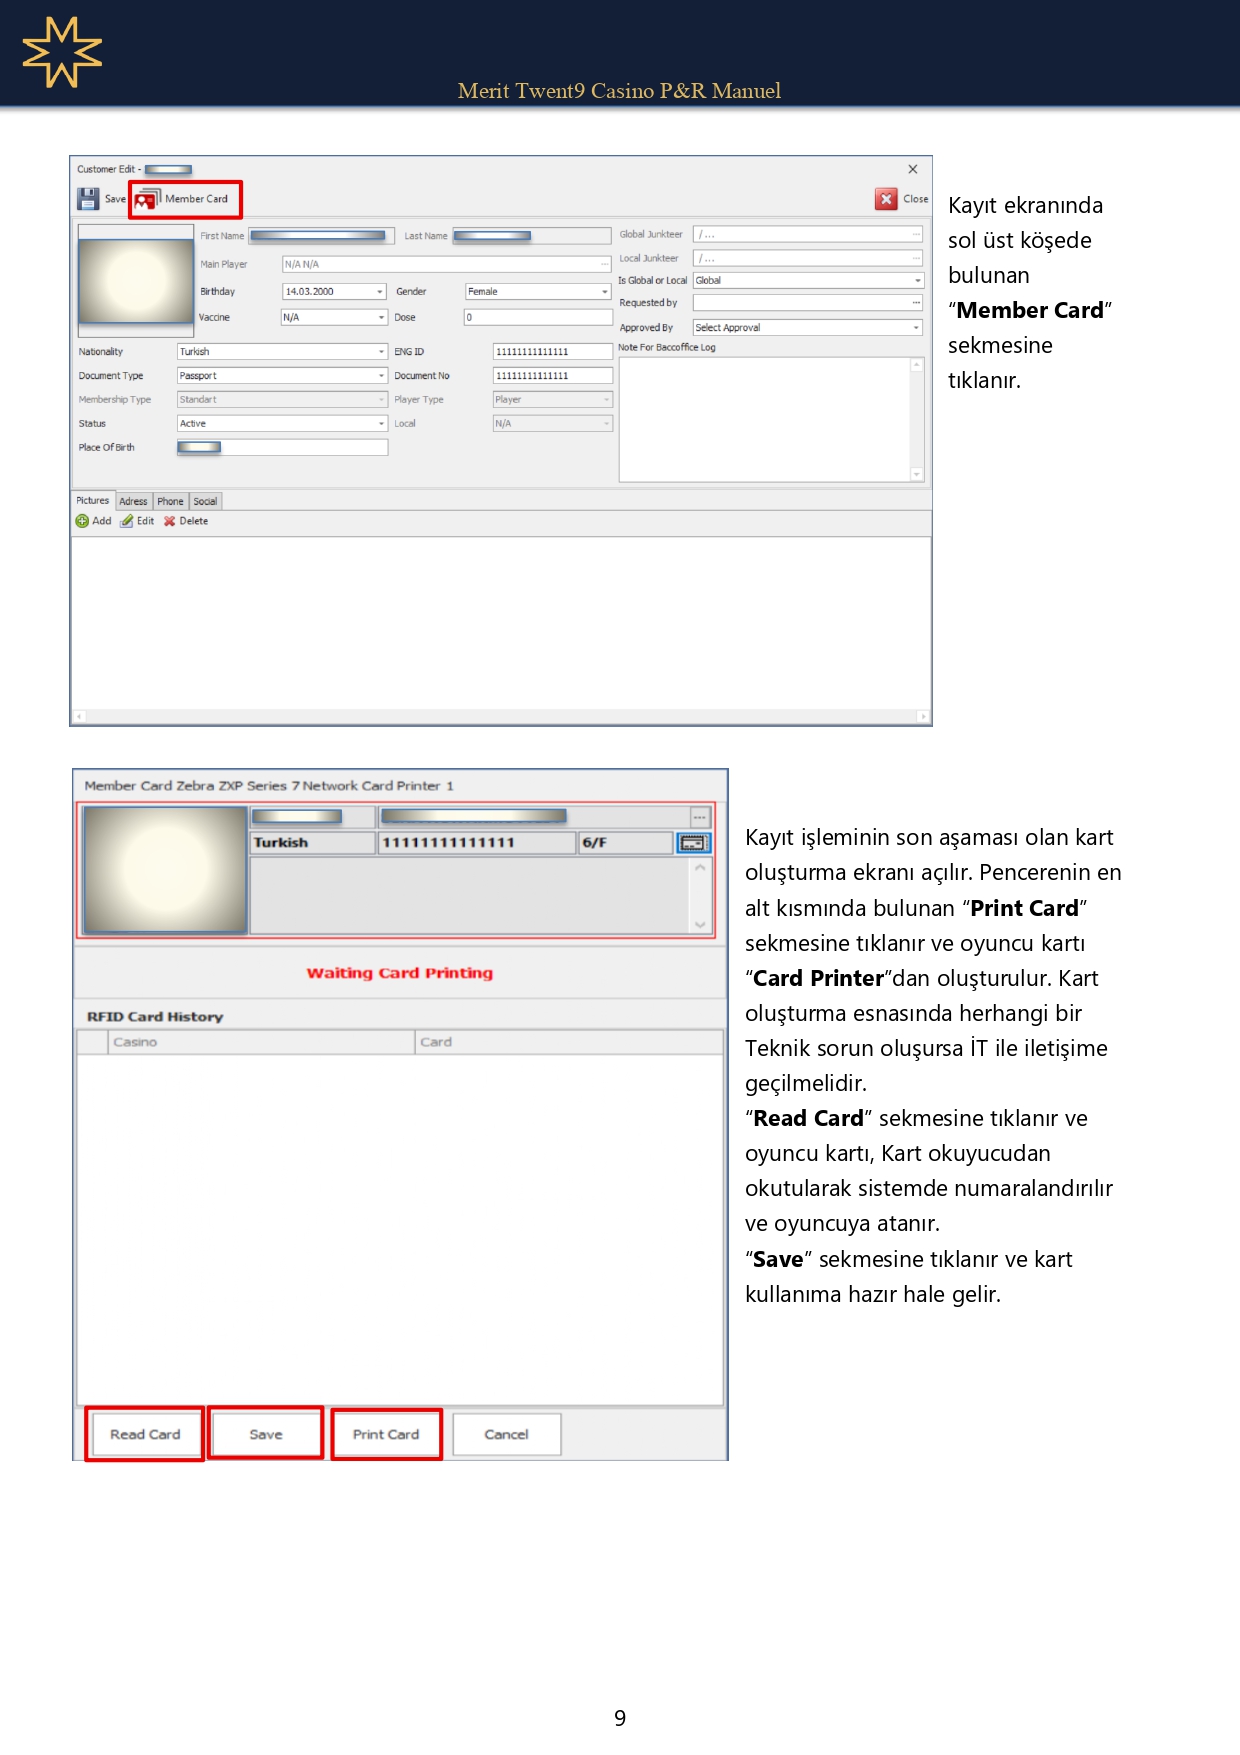 Merit Twent9 Casino P&R Manuel
Customer Edit -
Save Member Card Close
First Name Last Name Global Junkteer / ...
Main Player N/A N/A Local Junkteer / ...
Is Global or Local Global
Birthday 14.03.2000 Gender Female
Requested by
Vaccine N/A Dose 0
Approved By Select Approval
Nationality Turkish ENG ID 11111111111111 Note For Baccoffice Log
Document Type Passport Document No 11111111111111
Membership Type Standart Player Type Player
Status Active Local N/A
Place Of Birth
Pictures Adress Phone Social
Add Edit Delete
Kayıt ekranında
sol üst köşede
bulunan
“Member Card”
sekmesine
tıklanır.
Member Card Zebra ZXP Series 7 Network Card Printer 1
Turkish 11111111111111 6/F
Waiting Card Printing
RFID Card History
Casino Card
Read Card Save Print Card Cancel
Kayıt işleminin son aşaması olan kart
oluşturma ekranı açılır. Pencerenin en
alt kısmında bulunan “Print Card”
sekmesine tıklanır ve oyuncu kartı
“Card Printer”dan oluşturulur. Kart
oluşturma esnasında herhangi bir
Teknik sorun oluşursa İT ile iletişime
geçilmelidir.
“Read Card” sekmesine tıklanır ve
oyuncu kartı, Kart okuyucudan
okutularak sistemde numaralandırılır
ve oyuncuya atanır.
“Save” sekmesine tıklanır ve kart
kullanıma hazır hale gelir.
9